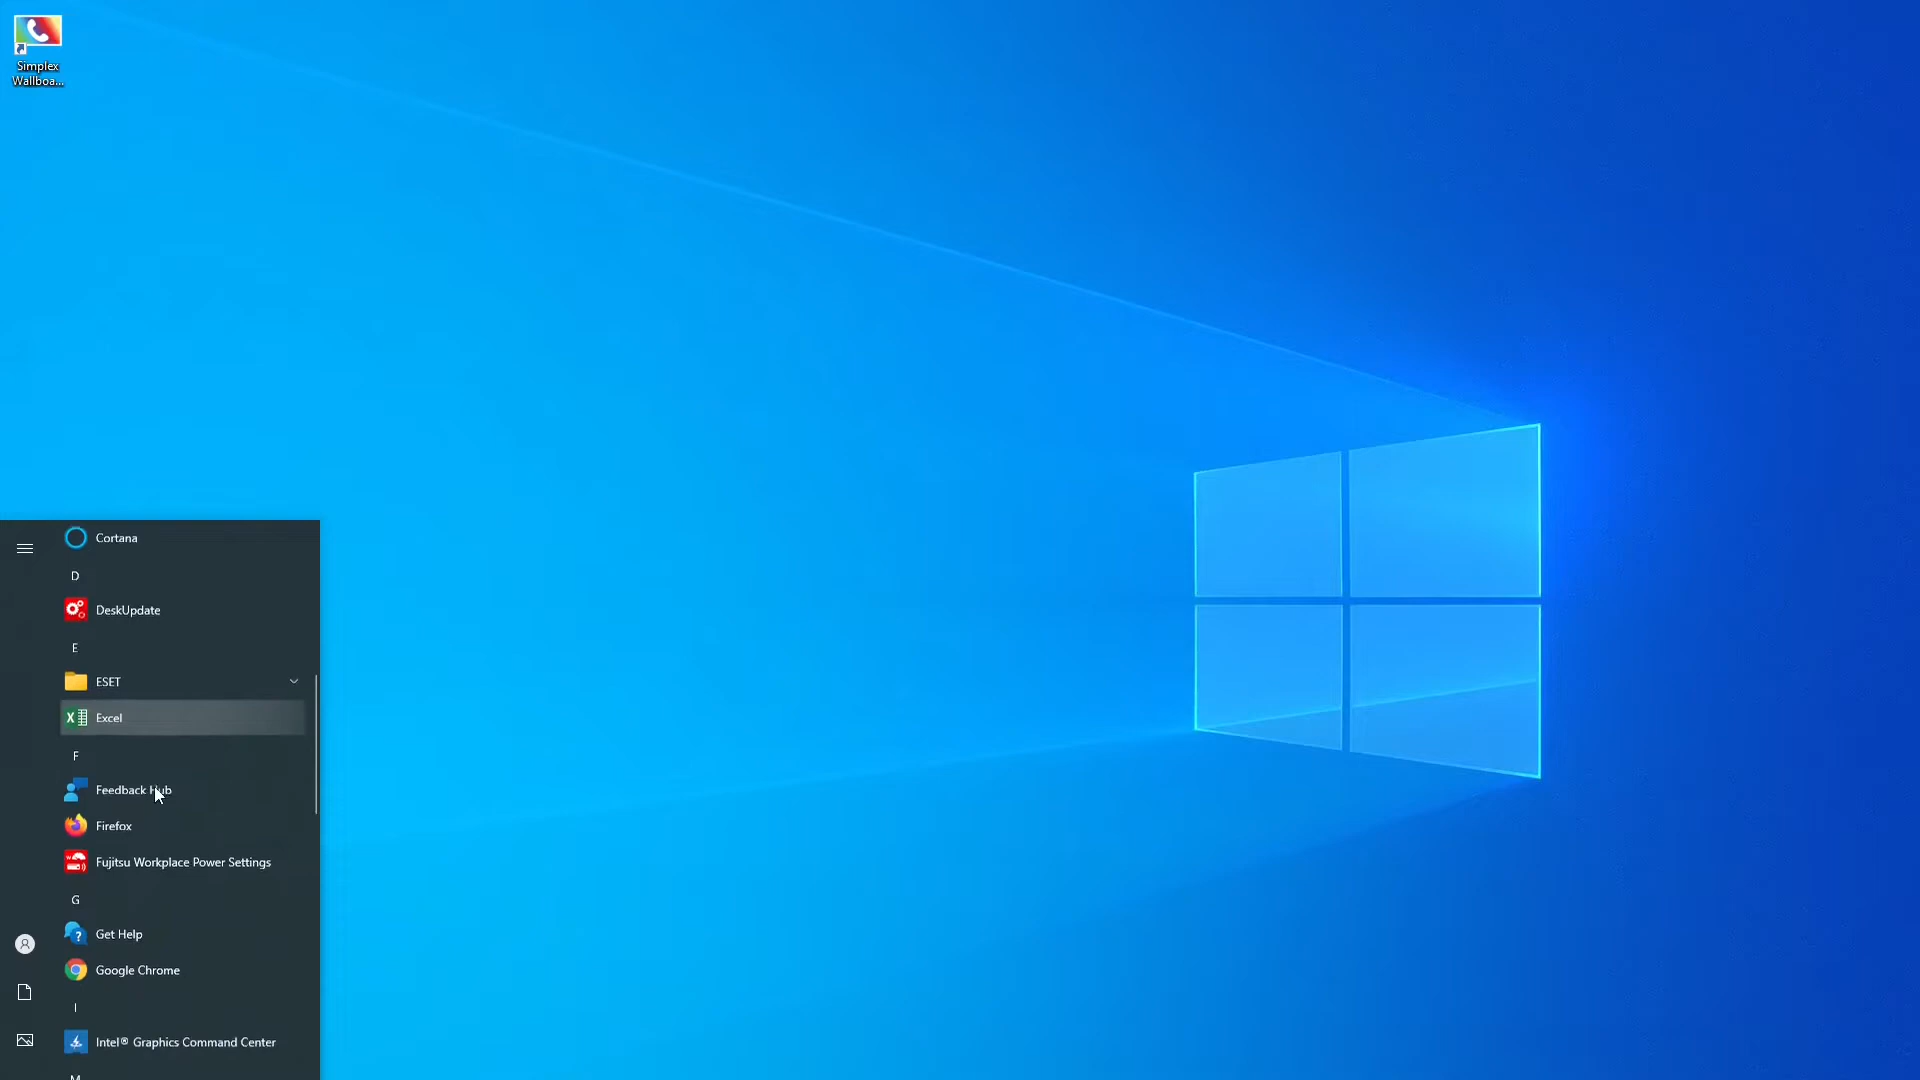 Simplex
Wallboa...
Cortana
D
DeskUpdate
E
ESET
Excel
F
Feedback Hub
Firefox
Fujitsu Workplace Power Settings
G
Get Help
Google Chrome
I
Intel® Graphics Command Center
M